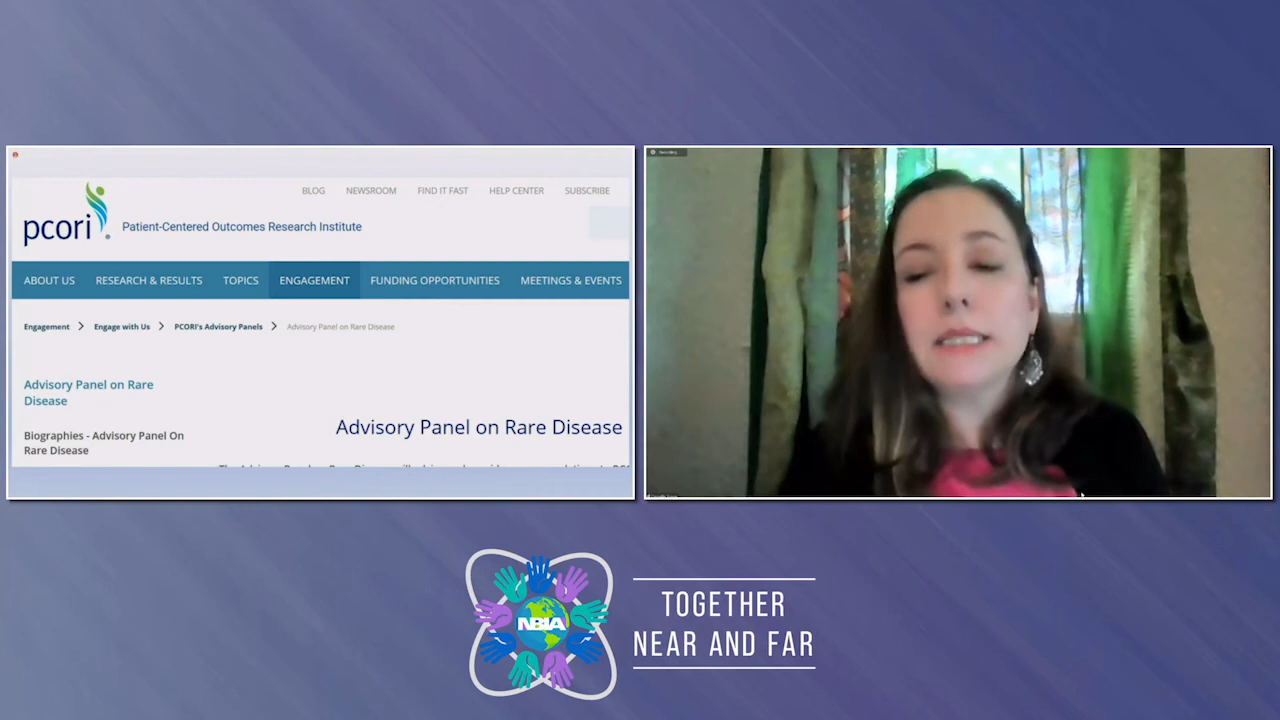 pcori
Patient-Centered Outcomes Research Institute
BLOG NEWSROOM FIND IT FAST HELP CENTER SUBSCRIBE
ABOUT US RESEARCH & RESULTS TOPICS ENGAGEMENT FUNDING OPPORTUNITIES MEETINGS & EVENTS
Engagement > Engage with Us > PCORI's Advisory Panels > Advisory Panel on Rare Disease
Advisory Panel on Rare
Disease
Biographies - Advisory Panel On
Rare Disease
Advisory Panel on Rare Disease
NBIA
TOGETHER
NEAR AND FAR